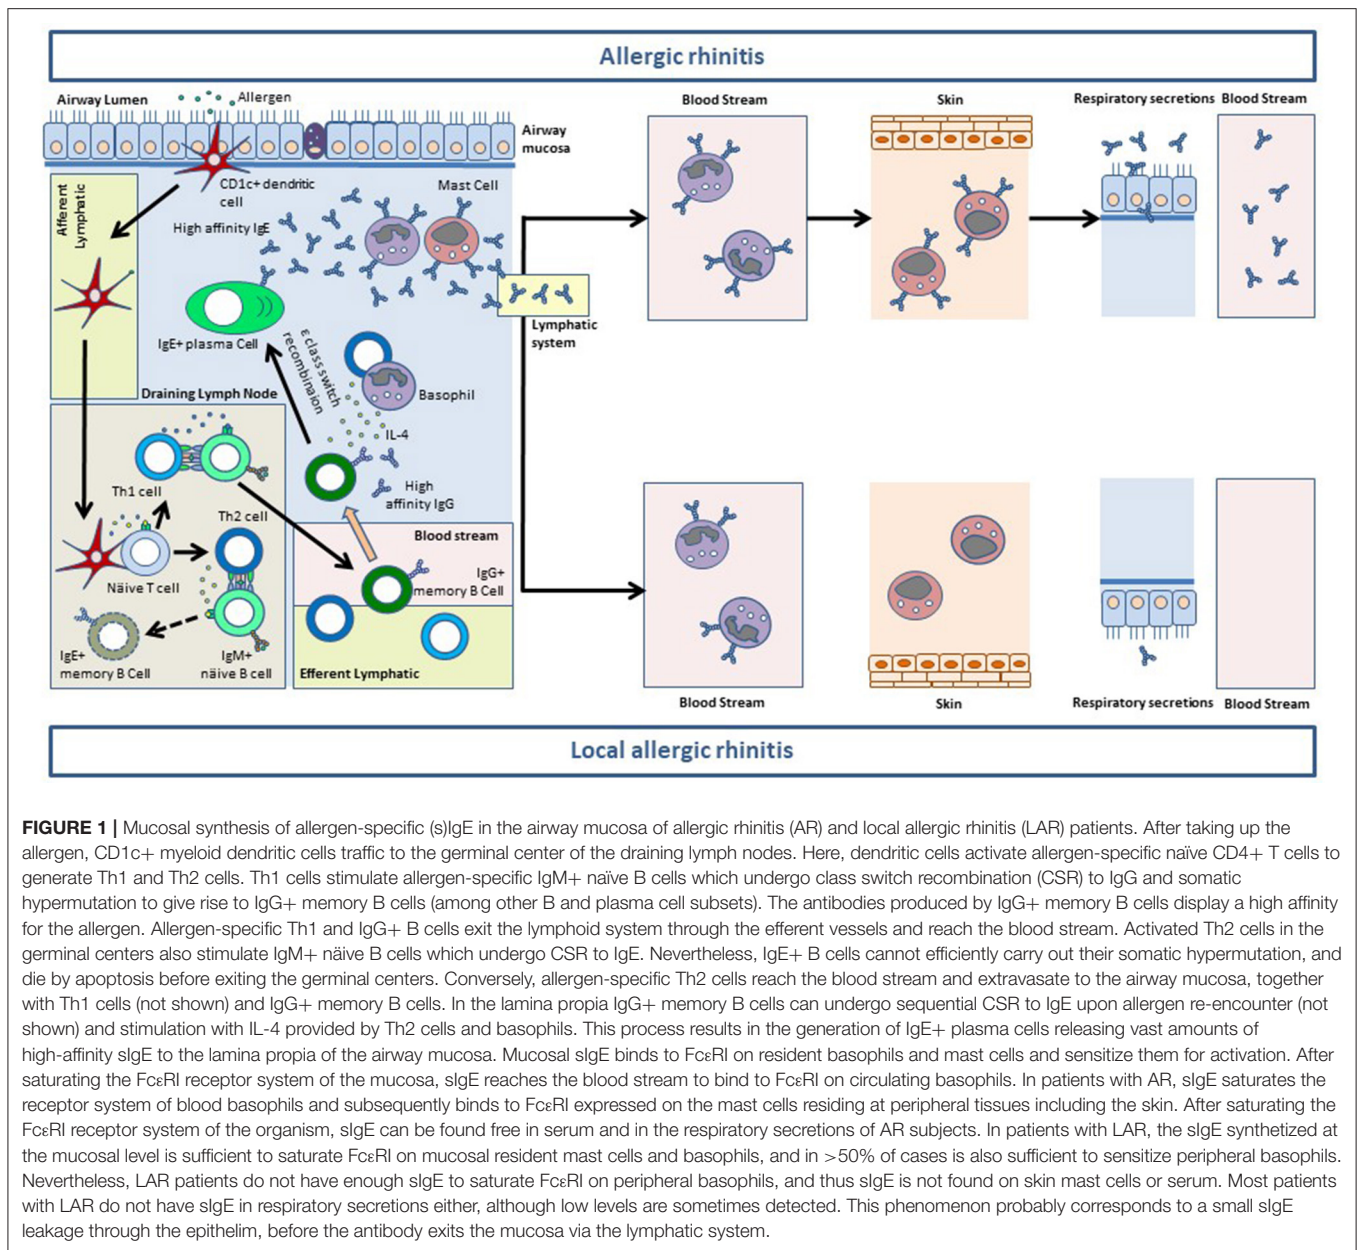 Allergic rhinitis
Airway Lumen
Allergen
Airway
mucosa
Blood Stream
Skin
Respiratory secretions
Blood Stream
Afferent
Lymphatic
CD1c+ dendritic
cell
Mast Cell
High affinity IgE
IgE+ plasma Cell
ε class switch
recombinaion
Lymphatic
system
Basophil
IL-4
High
affinity IgG
Draining Lymph Node
Th1 cell
Th2 cell
Näive T cell
IgE+
memory B Cell
IgM+
näive B cell
Blood stream
IgG+
memory B Cell
Efferent Lymphatic
Blood Stream
Skin
Respiratory secretions
Blood Stream
Local allergic rhinitis
FIGURE 1 | Mucosal synthesis of allergen-specific (s)IgE in the airway mucosa of allergic rhinitis (AR) and local allergic rhinitis (LAR) patients. After taking up the
allergen, CD1c+ myeloid dendritic cells traffic to the germinal center of the draining lymph nodes. Here, dendritic cells activate allergen-specific naïve CD4+ T cells to
generate Th1 and Th2 cells. Th1 cells stimulate allergen-specific IgM+ naïve B cells which undergo class switch recombination (CSR) to IgG and somatic
hypermutation to give rise to IgG+ memory B cells (among other B and plasma cell subsets). The antibodies produced by IgG+ memory B cells display a high affinity
for the allergen. Allergen-specific Th1 and IgG+ B cells exit the lymphoid system through the efferent vessels and reach the blood stream. Activated Th2 cells in the
germinal centers also stimulate IgM+ näive B cells which undergo CSR to IgE. Nevertheless, IgE+ B cells cannot efficiently carry out their somatic hypermutation, and
die by apoptosis before exiting the germinal centers. Conversely, allergen-specific Th2 cells reach the blood stream and extravasate to the airway mucosa, together
with Th1 cells (not shown) and IgG+ memory B cells. In the lamina propia IgG+ memory B cells can undergo sequential CSR to IgE upon allergen re-encounter (not
shown) and stimulation with IL-4 provided by Th2 cells and basophils. This process results in the generation of IgE+ plasma cells releasing vast amounts of
high-affinity sIgE to the lamina propia of the airway mucosa. Mucosal sIgE binds to FcεRI on resident basophils and mast cells and sensitize them for activation. After
saturating the FcεRI receptor system of the mucosa, sIgE reaches the blood stream to bind to FcεRI on circulating basophils. In patients with AR, sIgE saturates the
receptor system of blood basophils and subsequently binds to FcεRI expressed on the mast cells residing at peripheral tissues including the skin. After saturating the
FcεRI receptor system of the organism, sIgE can be found free in serum and in the respiratory secretions of AR subjects. In patients with LAR, the sIgE synthetized at
the mucosal level is sufficient to saturate FcεRI on mucosal resident mast cells and basophils, and in >50% of cases is also sufficient to sensitize peripheral basophils.
Nevertheless, LAR patients do not have enough sIgE to saturate FcεRI on peripheral basophils, and thus sIgE is not found on skin mast cells or serum. Most patients
with LAR do not have sIgE in respiratory secretions either, although low levels are sometimes detected. This phenomenon probably corresponds to a small sIgE
leakage through the epithelim, before the antibody exits the mucosa via the lymphatic system.